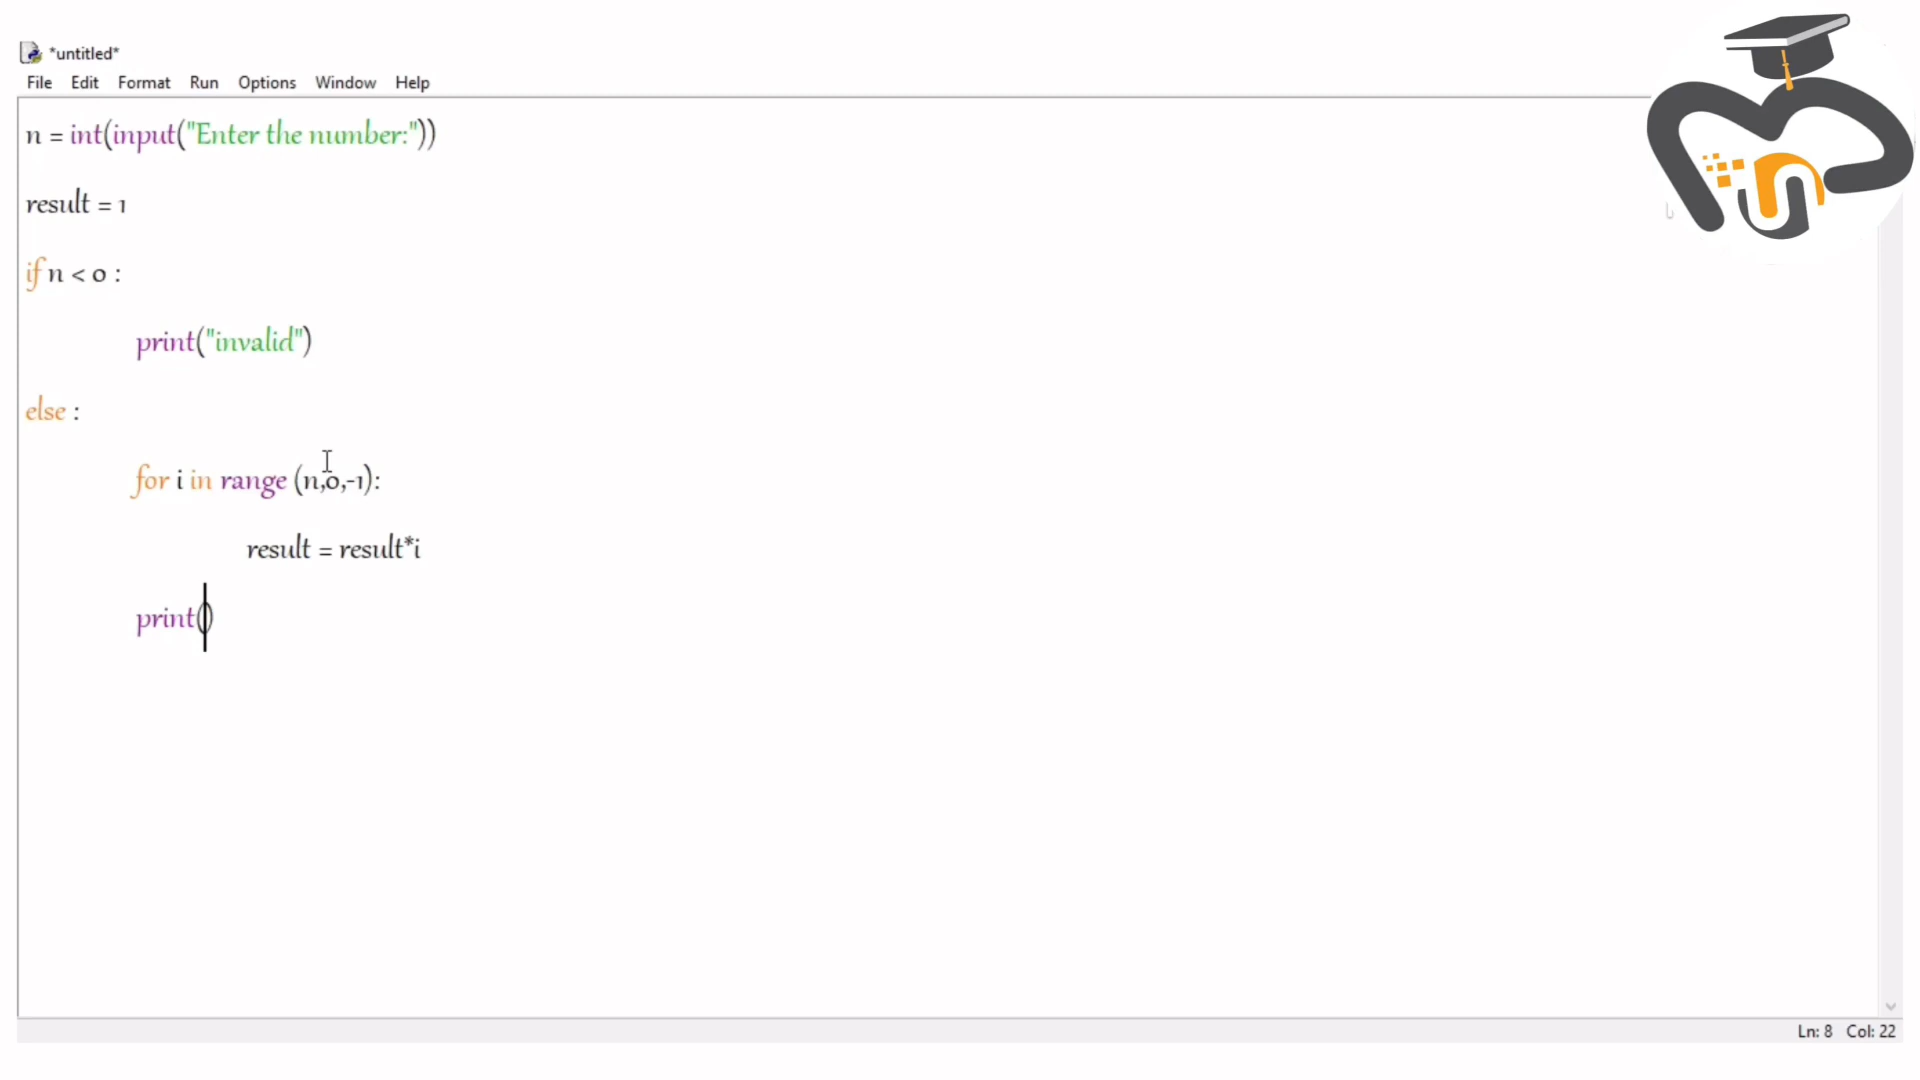 *untitled*
File Edit Format Run Options Window Help
n = int(input("Enter the number:"))
result = 1
if n < 0 :
print("invalid")
else :
for i in range (n,0,-1):
result = result*i
print()
Ln: 8 Col: 22